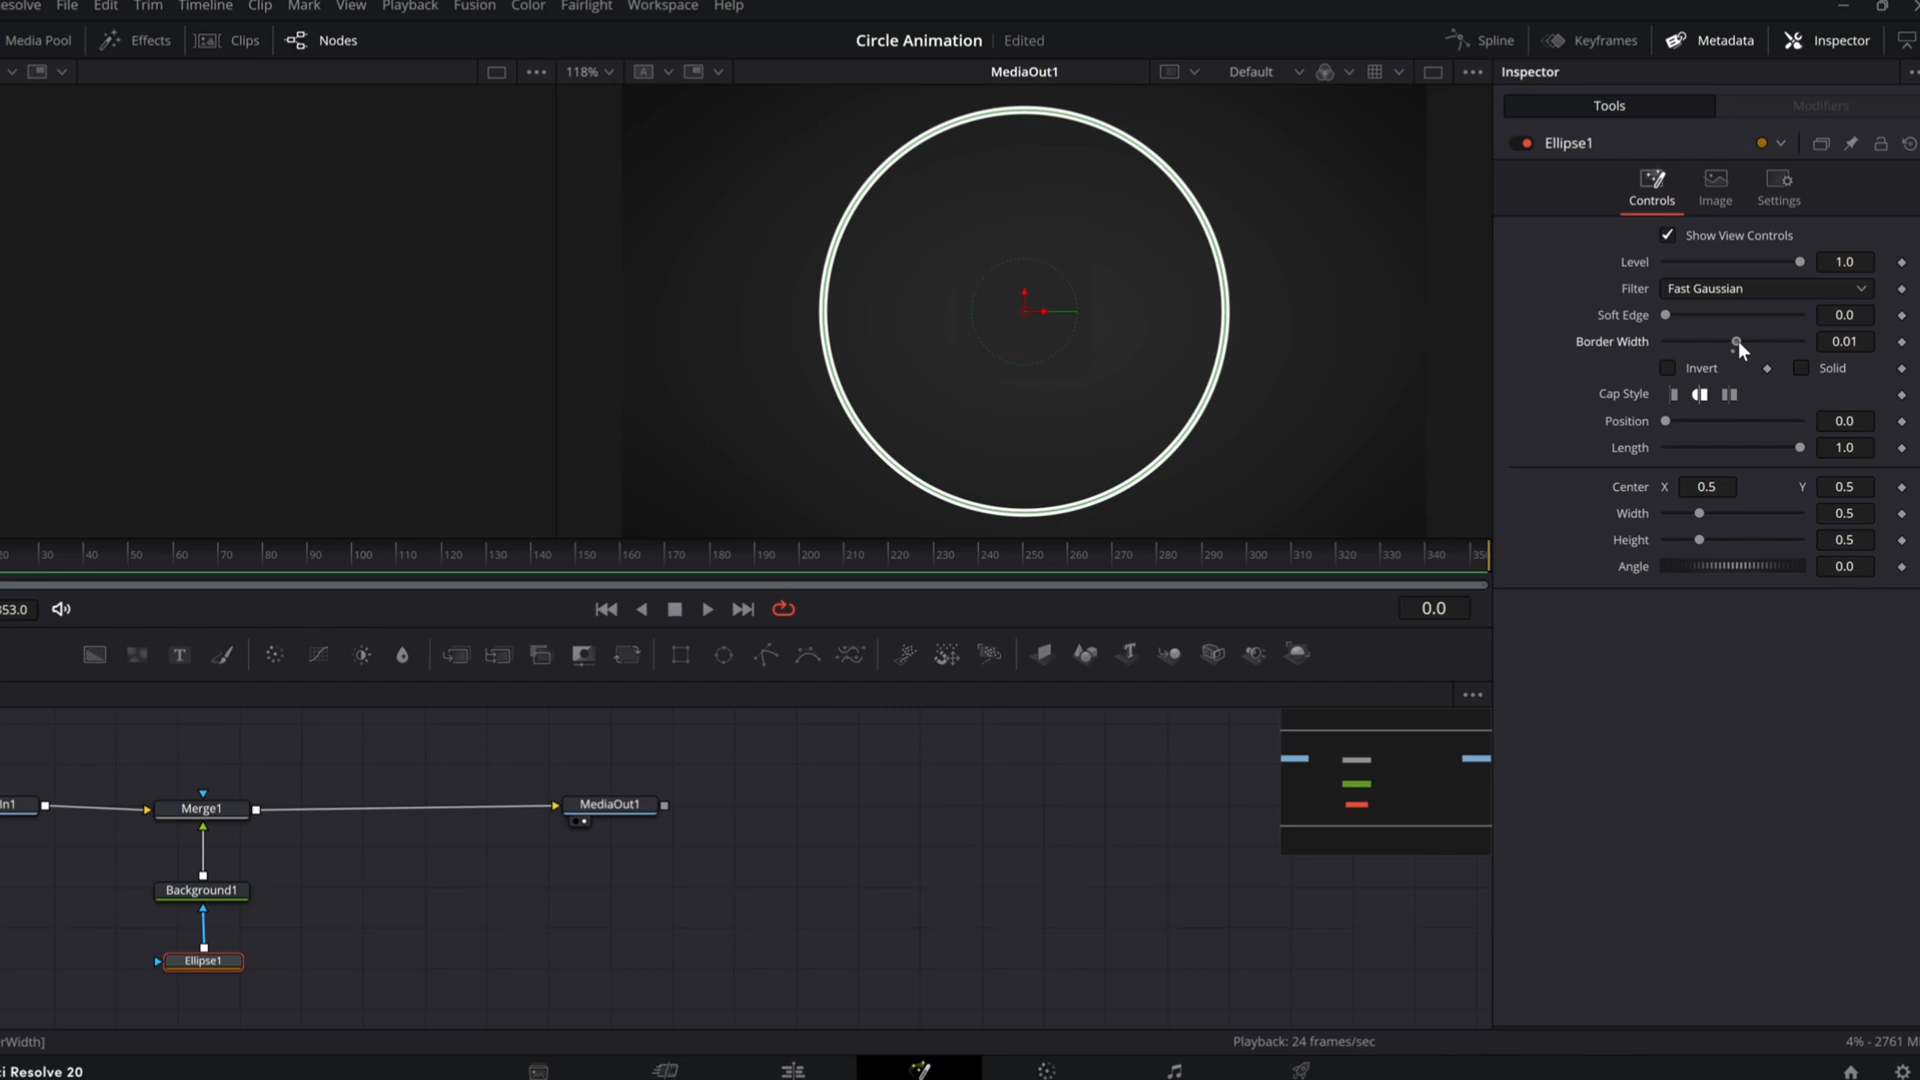 esolve File Edit Trim Timeline Clip Mark View Playback Fusion Color Fairlight Workspace Help
Media Pool Effects Clips Nodes Circle Animation Edited Spline Keyframes Metadata Inspector
118% A MediaOut1 Default Inspector
Tools Modifiers
Ellipse1
Controls Image Settings
Show View Controls
Level 1.0
Filter Fast Gaussian
Soft Edge 0.0
Border Width 0.01
Invert Solid
Cap Style
Position 0.0
Length 1.0
Center X 0.5 Y 0.5
Width 0.5
Height 0.5
Angle 0.0
20 30 40 50 60 70 80 90 100 110 120 130 140 150 160 170 180 190 200 210 220 230 240 250 260 270 280 290 300 310 320 330 340 35
353.0 0.0
T
In1 Merge1 MediaOut1
Background1
Ellipse1
rWidth] Playback: 24 frames/sec 4% - 2761 M
ci Resolve 20